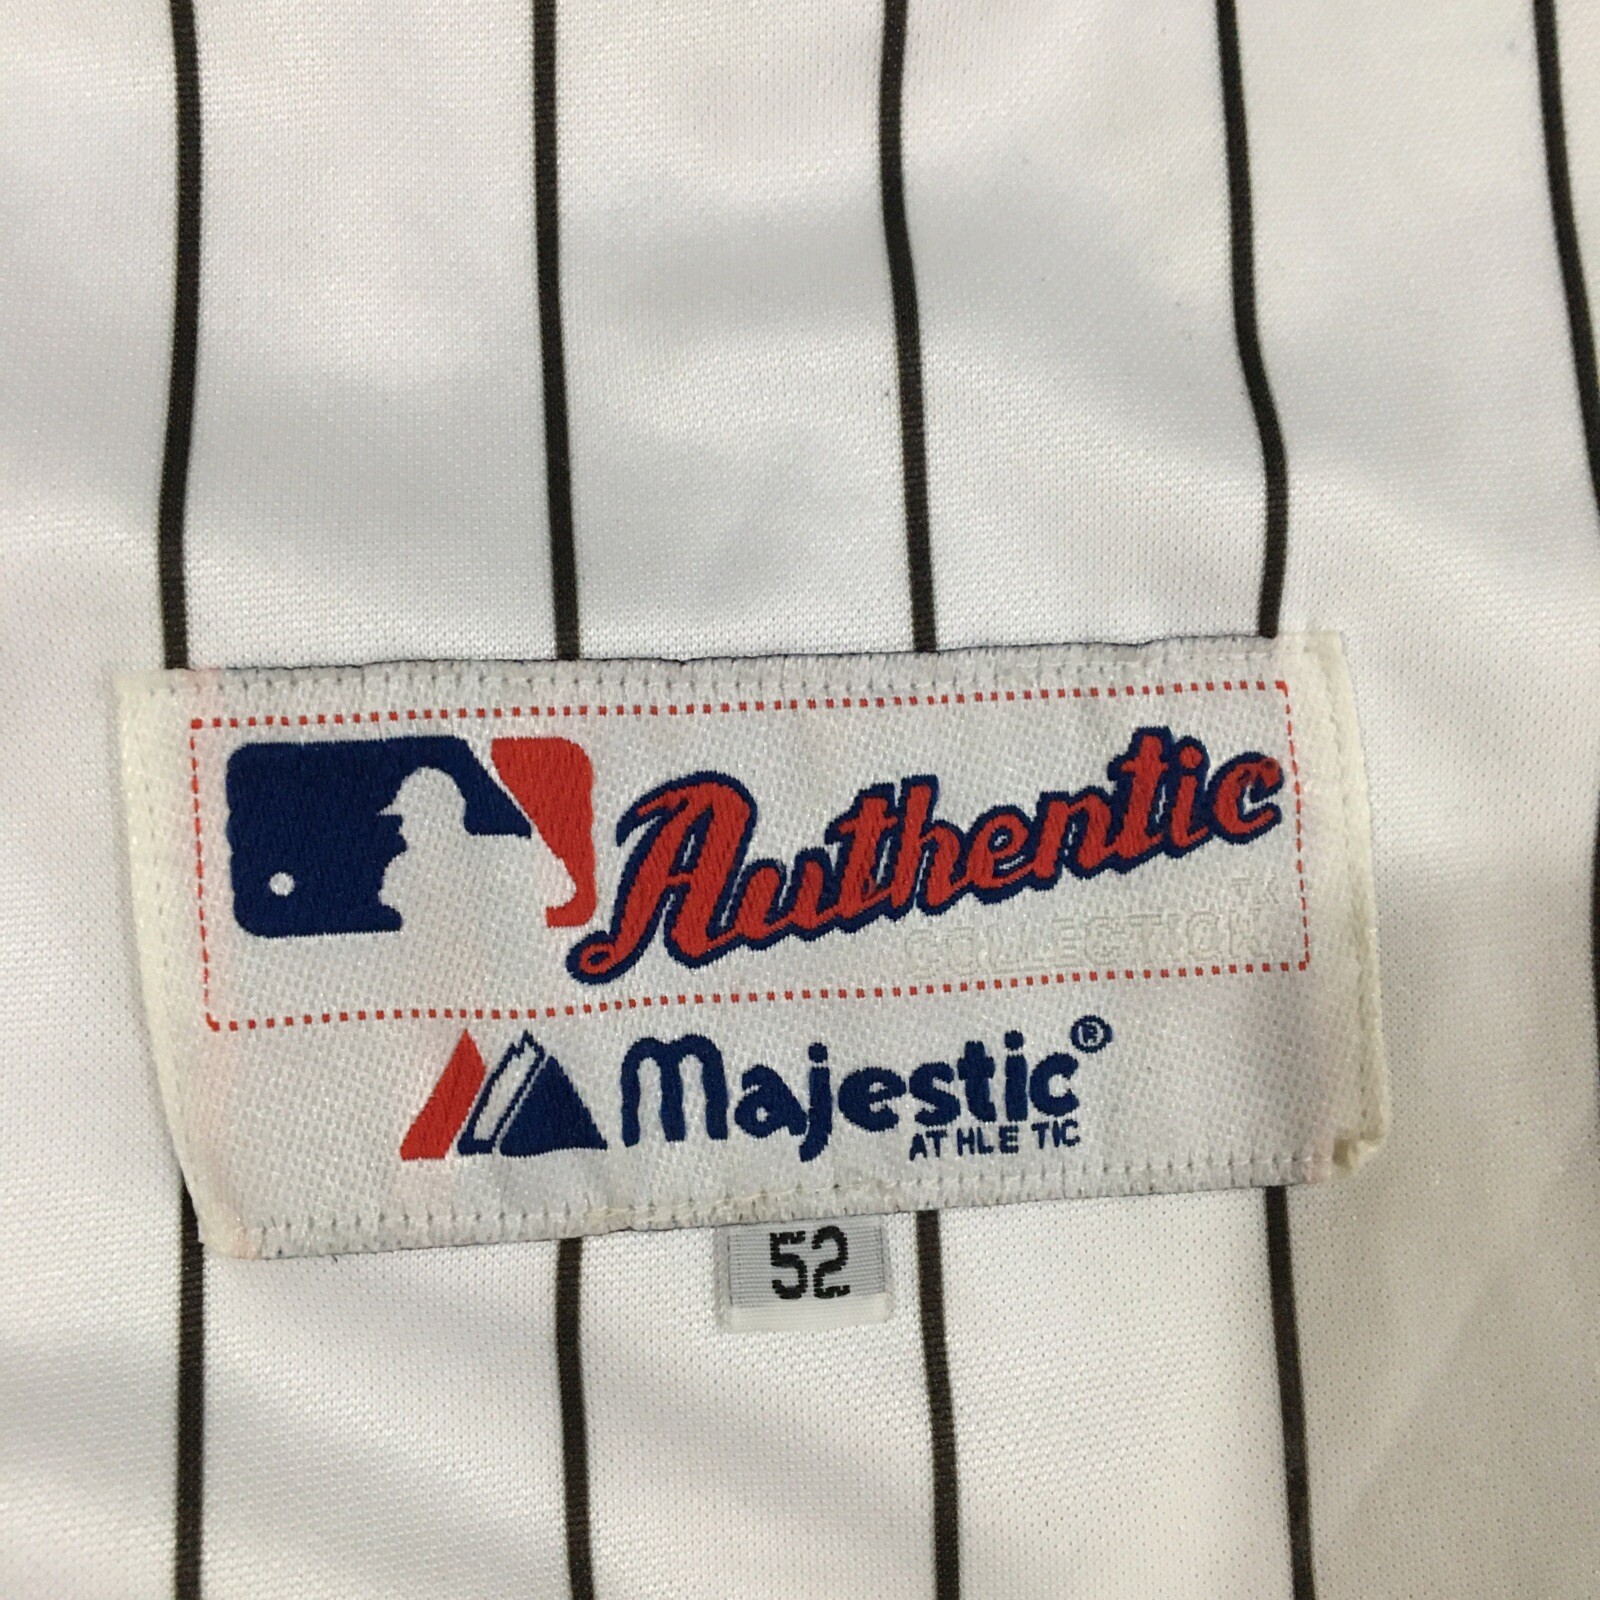 Authentic
COLLECTION
Majestic®
ATHLETIC
52